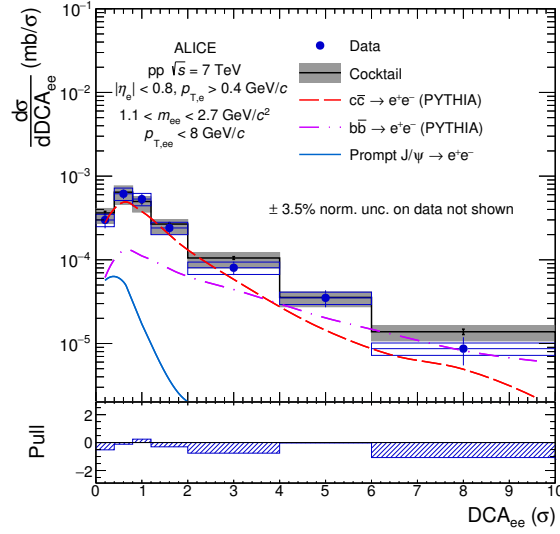 dσ/dDCA_ee (mb/σ)
10⁻¹
10⁻²
10⁻³
10⁻⁴
10⁻⁵
ALICE
pp √s = 7 TeV
|η_e| < 0.8, p_T,e > 0.4 GeV/c
1.1 < m_ee < 2.7 GeV/c²
p_T,ee < 8 GeV/c
Data
Cocktail
cc̄ → e⁺e⁻ (PYTHIA)
bb̄ → e⁺e⁻ (PYTHIA)
Prompt J/ψ → e⁺e⁻
± 3.5% norm. unc. on data not shown
Pull
2
0
−2
0 1 2 3 4 5 6 7 8 9 10
DCA_ee (σ)